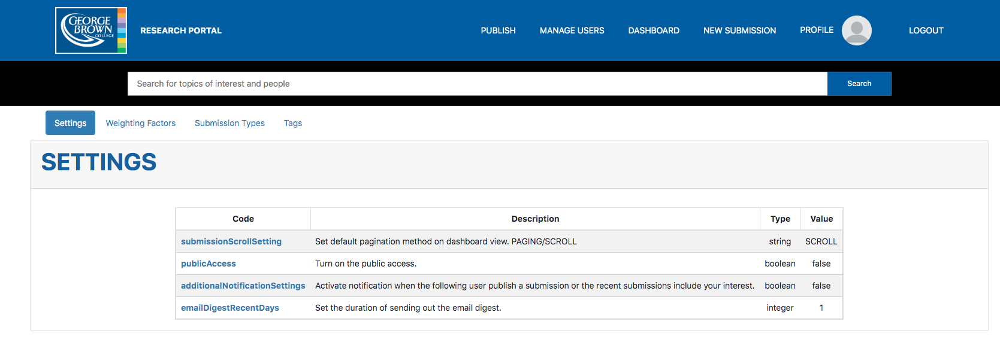 GEORGE
BROWN
COLLEGE
RESEARCH PORTAL
PUBLISH
MANAGE USERS
DASHBOARD
NEW SUBMISSION
PROFILE
LOGOUT
Search for topics of interest and people
Search
Settings
Weighting Factors
Submission Types
Tags
SETTINGS
Code Description Type Value
submissionScrollSetting Set default pagination method on dashboard view. PAGING/SCROLL string SCROLL
publicAccess Turn on the public access. boolean false
additionalNotificationSettings Activate notification when the following user publish a submission or the recent submissions include your interest. boolean false
emailDigestRecentDays Set the duration of sending out the email digest. integer 1